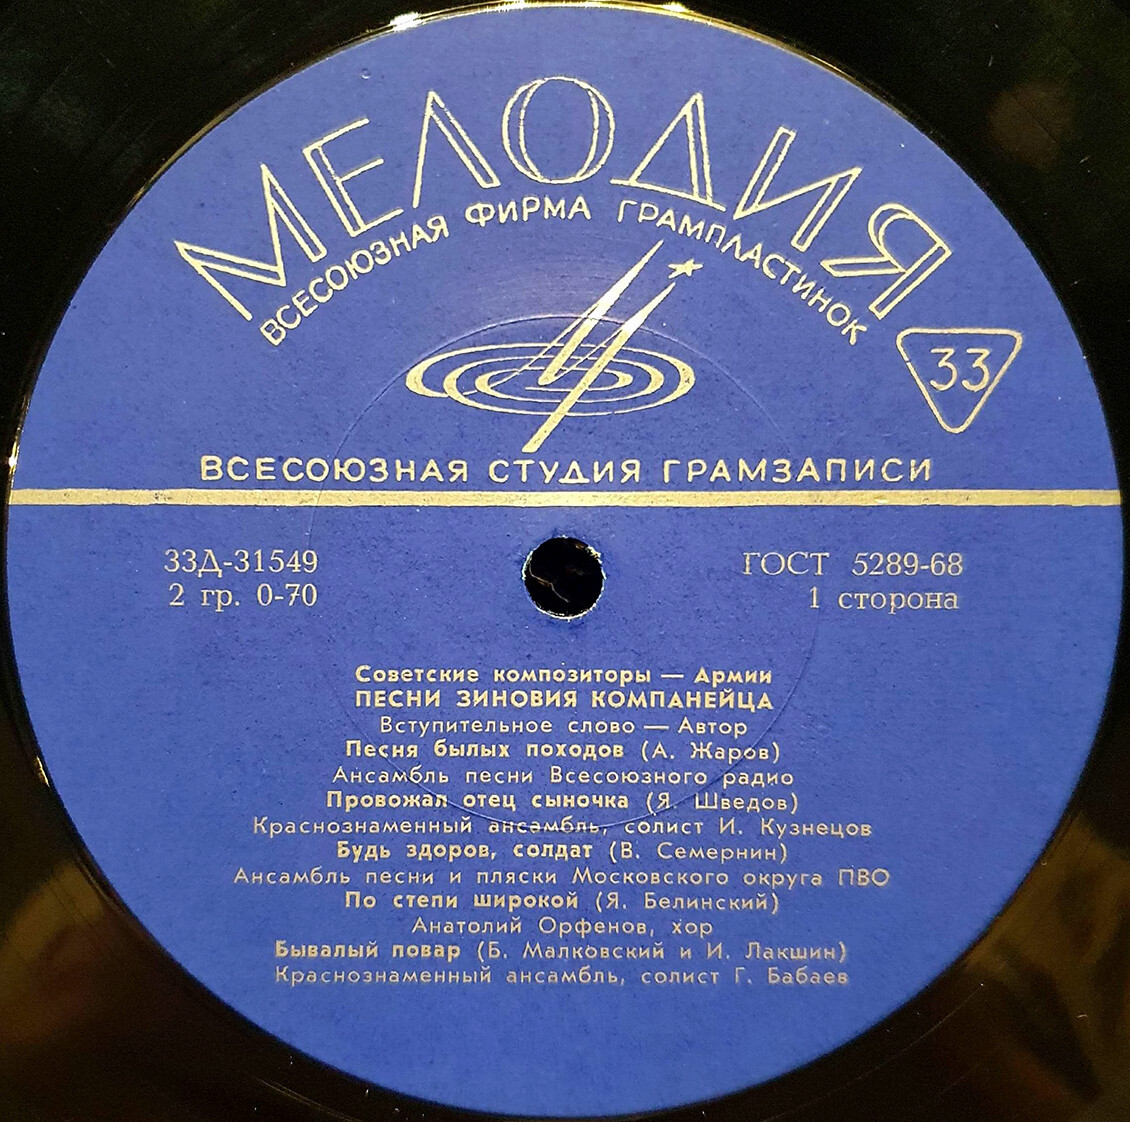 МЕЛОДИЯ
ВСЕСОЮЗНАЯ ФИРМА ГРАМПЛАСТИНОК
33
ВСЕСОЮЗНАЯ СТУДИЯ ГРАМЗАПИСИ
33Д-31549
2 гр. 0-70
ГОСТ 5289-68
1 сторона
Советские композиторы — Армии
ПЕСНИ ЗИНОВИЯ КОМПАНЕЙЦА
Вступительное слово — Автор
Песня былых походов (А. Жаров)
Ансамбль песни Всесоюзного радио
Провожал отец сыночка (Я. Шведов)
Краснознаменный ансамбль, солист И. Кузнецов
Будь здоров, солдат (В. Семернин)
Ансамбль песни и пляски Московского округа ПВО
По степи широкой (Я. Белинский)
Анатолий Орфенов, хор
Бывалый повар (Б. Малковский и И. Лакшин)
Краснознаменный ансамбль, солист Г. Бабаев